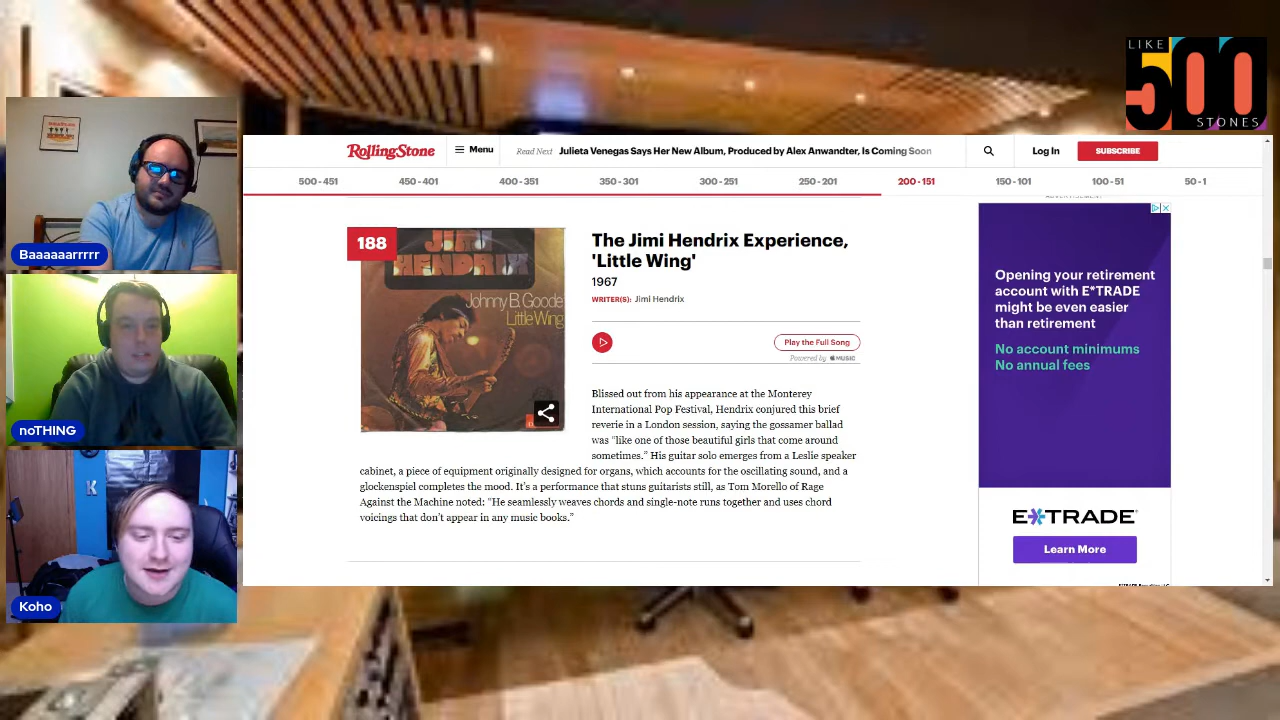 LIKE
500
STONES
Baaaaaarrrrr
noTHING
K
Koho
RollingStone
Menu
Read Next Julieta Venegas Says Her New Album, Produced by Alex Anwandter, Is Coming Soon
Log In
SUBSCRIBE
500 - 451 450 - 401 400 - 351 350 - 301 300 - 251 250 - 201 200 - 151 150 - 101 100 - 51 50 - 1
188
JIMI
HENDRIX
Johnny B. Goode
Little Wing
The Jimi Hendrix Experience,
'Little Wing'
1967
WRITER(S): Jimi Hendrix
Play the Full Song
Powered by MUSIC
Blissed out from his appearance at the Monterey
International Pop Festival, Hendrix conjured this brief
reverie in a London session, saying the gossamer ballad
was “like one of those beautiful girls that come around
sometimes.” His guitar solo emerges from a Leslie speaker
cabinet, a piece of equipment originally designed for organs, which accounts for the oscillating sound, and a
glockenspiel completes the mood. It’s a performance that stuns guitarists still, as Tom Morello of Rage
Against the Machine noted: “He seamlessly weaves chords and single-note runs together and uses chord
voicings that don’t appear in any music books.”
ADVERTISEMENT
Opening your retirement
account with E*TRADE
might be even easier
than retirement
No account minimums
No annual fees
E*TRADE
Learn More